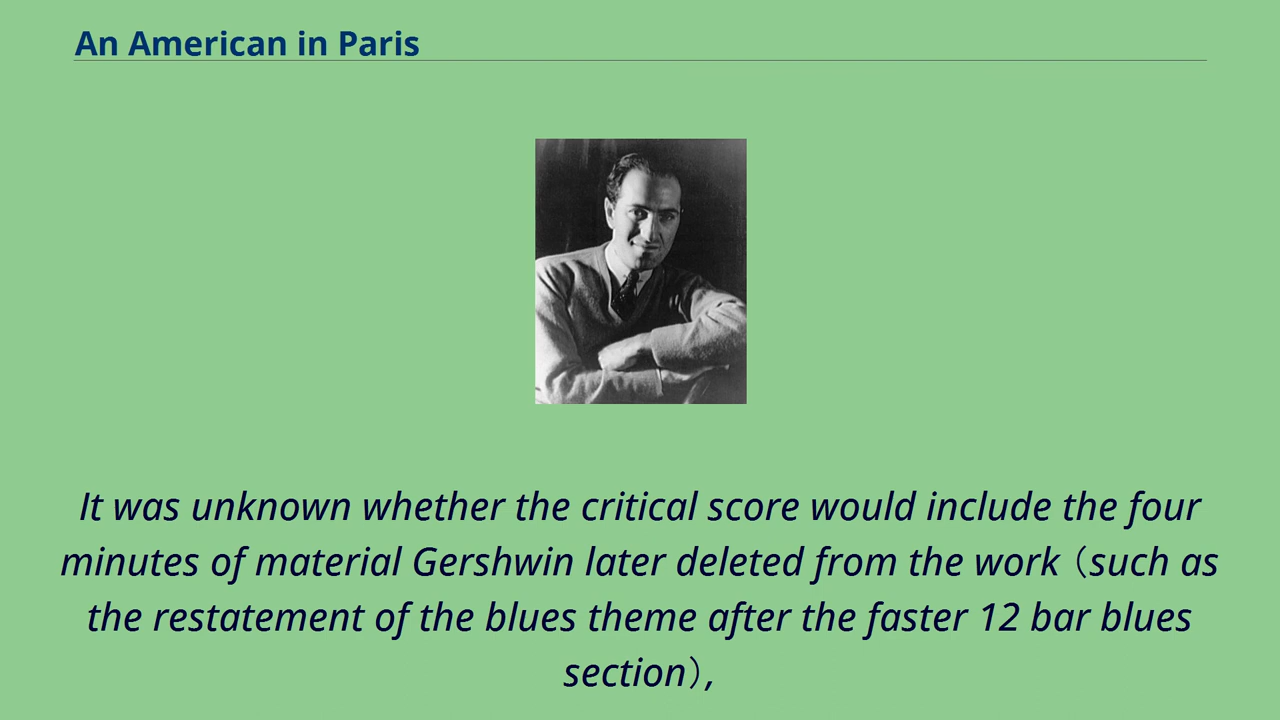 An American in Paris
It was unknown whether the critical score would include the four
minutes of material Gershwin later deleted from the work (such as
the restatement of the blues theme after the faster 12 bar blues
section),